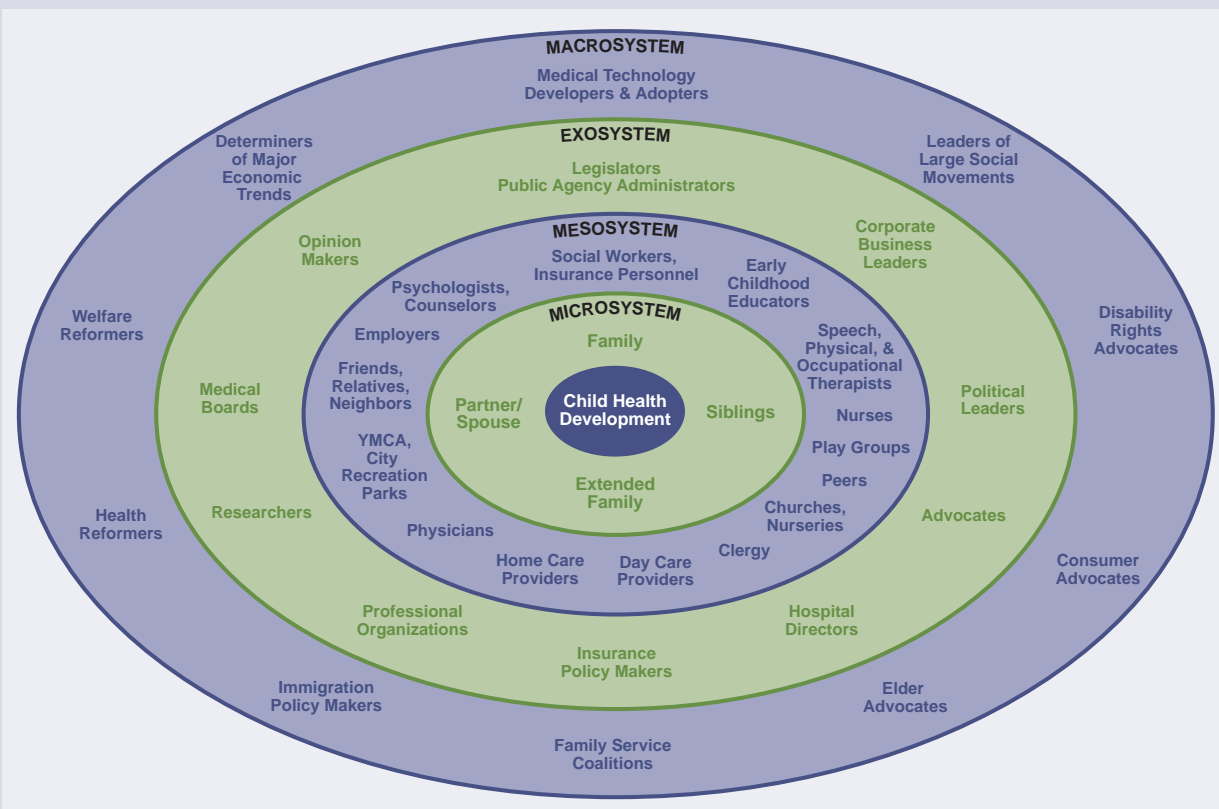 MACROSYSTEM
Medical Technology
Developers & Adopters
Determiners
of Major
Economic
Trends
Leaders of
Large Social
Movements
Welfare
Reformers
Disability
Rights
Advocates
Health
Reformers
Consumer
Advocates
Immigration
Policy Makers
Elder
Advocates
Family Service
Coalitions
EXOSYSTEM
Legislators
Public Agency Administrators
Opinion
Makers
Corporate
Business
Leaders
Medical
Boards
Political
Leaders
Researchers
Advocates
Professional
Organizations
Hospital
Directors
Insurance
Policy Makers
MESOSYSTEM
Social Workers,
Insurance Personnel
Psychologists,
Counselors
Early
Childhood
Educators
Employers
Speech,
Physical, &
Occupational
Therapists
Friends,
Relatives,
Neighbors
Nurses
YMCA,
City
Recreation
Parks
Play Groups
Peers
Physicians
Churches,
Nurseries
Home Care
Providers
Day Care
Providers
Clergy
MICROSYSTEM
Family
Partner/
Spouse
Child Health
Development
Siblings
Extended
Family